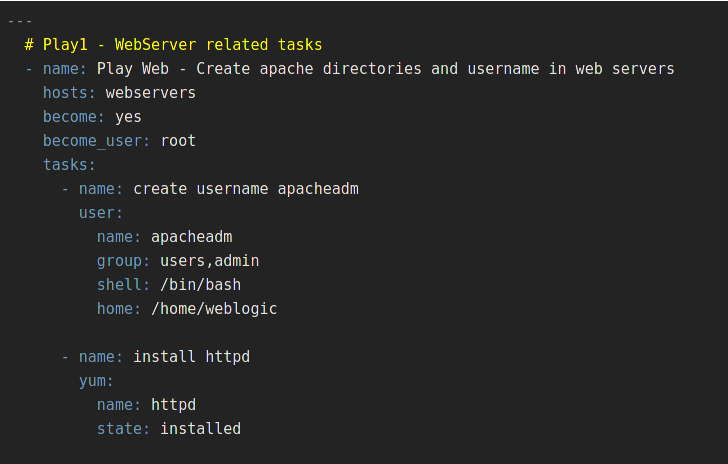 ---
  # Play1 - WebServer related tasks
  - name: Play Web - Create apache directories and username in web servers
    hosts: webservers
    become: yes
    become_user: root
    tasks:
      - name: create username apacheadm
        user:
          name: apacheadm
          group: users,admin
          shell: /bin/bash
          home: /home/weblogic

      - name: install httpd
        yum:
          name: httpd
          state: installed